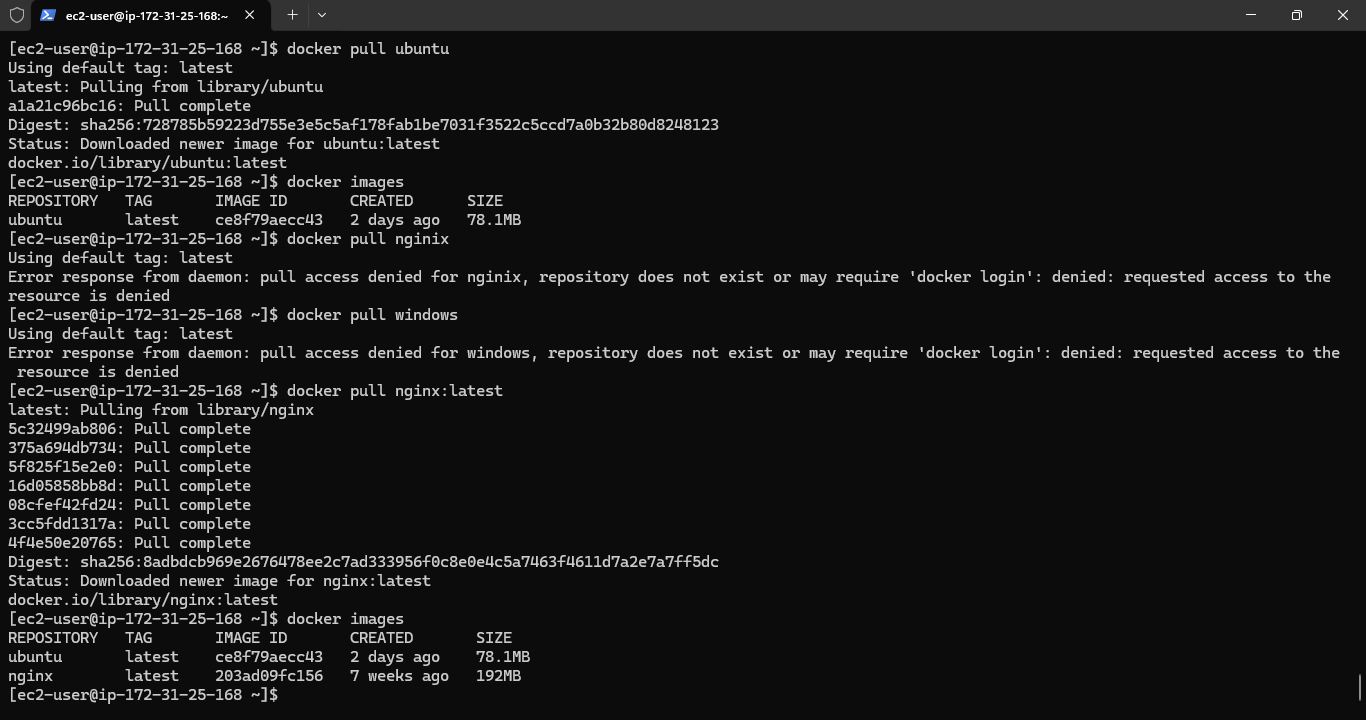 ec2-user@ip-172-31-25-168:~
[ec2-user@ip-172-31-25-168 ~]$ docker pull ubuntu
Using default tag: latest
latest: Pulling from library/ubuntu
a1a21c96bc16: Pull complete
Digest: sha256:728785b59223d755e3e5c5af178fab1be7031f3522c5ccd7a0b32b80d8248123
Status: Downloaded newer image for ubuntu:latest
docker.io/library/ubuntu:latest
[ec2-user@ip-172-31-25-168 ~]$ docker images
REPOSITORY   TAG       IMAGE ID       CREATED      SIZE
ubuntu       latest    ce8f79aecc43   2 days ago   78.1MB
[ec2-user@ip-172-31-25-168 ~]$ docker pull nginix
Using default tag: latest
Error response from daemon: pull access denied for nginix, repository does not exist or may require 'docker login': denied: requested access to the
resource is denied
[ec2-user@ip-172-31-25-168 ~]$ docker pull windows
Using default tag: latest
Error response from daemon: pull access denied for windows, repository does not exist or may require 'docker login': denied: requested access to the
 resource is denied
[ec2-user@ip-172-31-25-168 ~]$ docker pull nginx:latest
latest: Pulling from library/nginx
5c32499ab806: Pull complete
375a694db734: Pull complete
5f825f15e2e0: Pull complete
16d05858bb8d: Pull complete
08cfef42fd24: Pull complete
3cc5fdd1317a: Pull complete
4f4e50e20765: Pull complete
Digest: sha256:8adbdcb969e2676478ee2c7ad333956f0c8e0e4c5a7463f4611d7a2e7a7ff5dc
Status: Downloaded newer image for nginx:latest
docker.io/library/nginx:latest
[ec2-user@ip-172-31-25-168 ~]$ docker images
REPOSITORY   TAG       IMAGE ID       CREATED       SIZE
ubuntu       latest    ce8f79aecc43   2 days ago    78.1MB
nginx        latest    203ad09fc156   7 weeks ago   192MB
[ec2-user@ip-172-31-25-168 ~]$